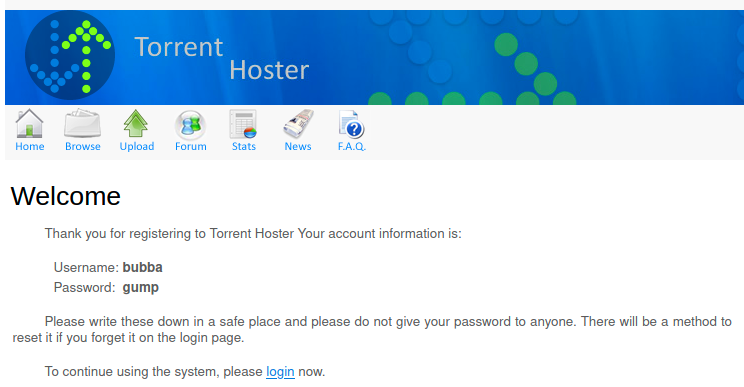 Torrent
Hoster
Home Browse Upload Forum Stats News F.A.Q.
Welcome
Thank you for registering to Torrent Hoster Your account information is:
Username: bubba
Password: gump
Please write these down in a safe place and please do not give your password to anyone. There will be a method to
reset it if you forget it on the login page.
To continue using the system, please login now.